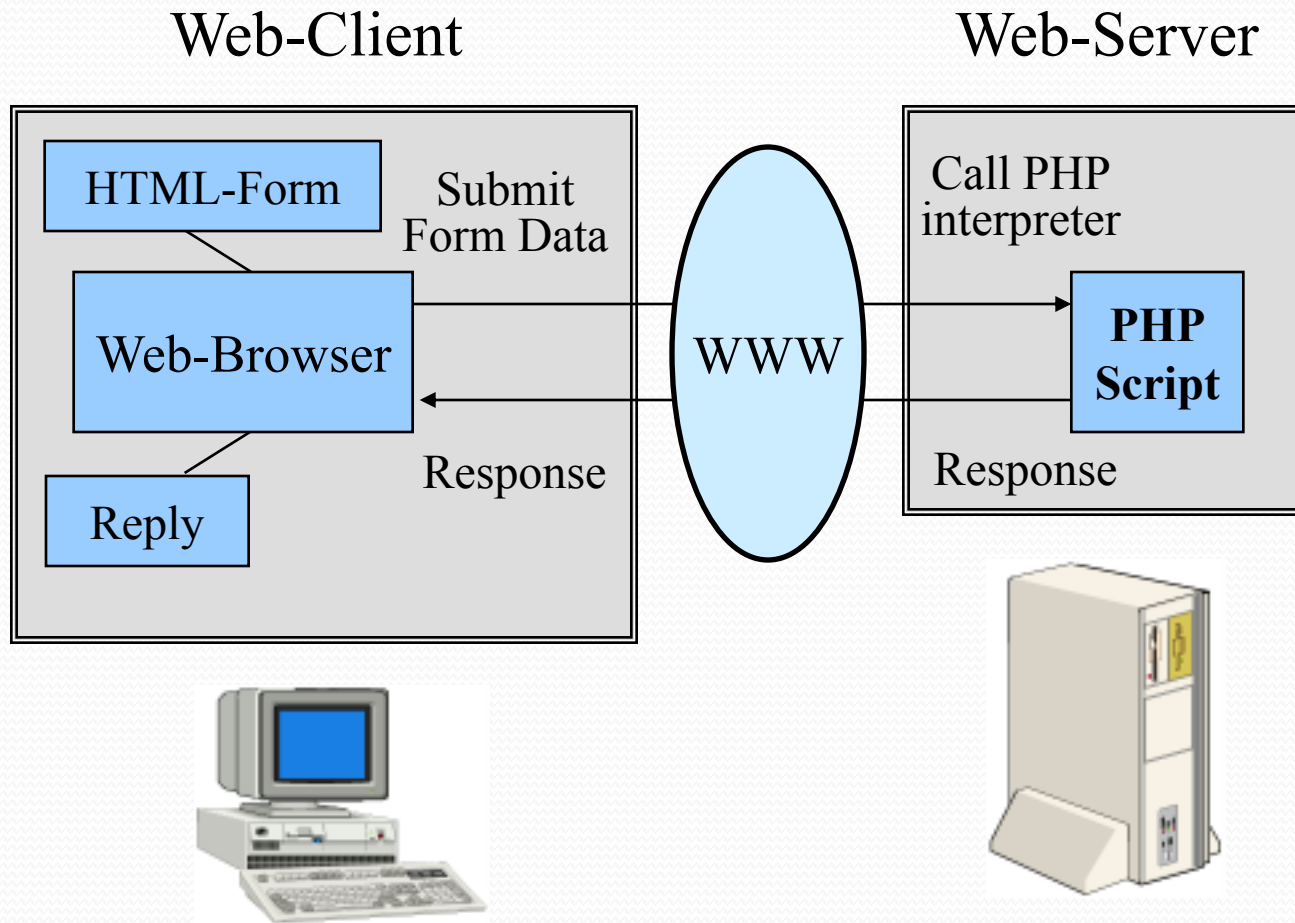 Web-Client
Web-Server
HTML-Form
Submit
Form Data
Call PHP
interpreter
Web-Browser
WWW
PHP
Script
Response
Response
Reply